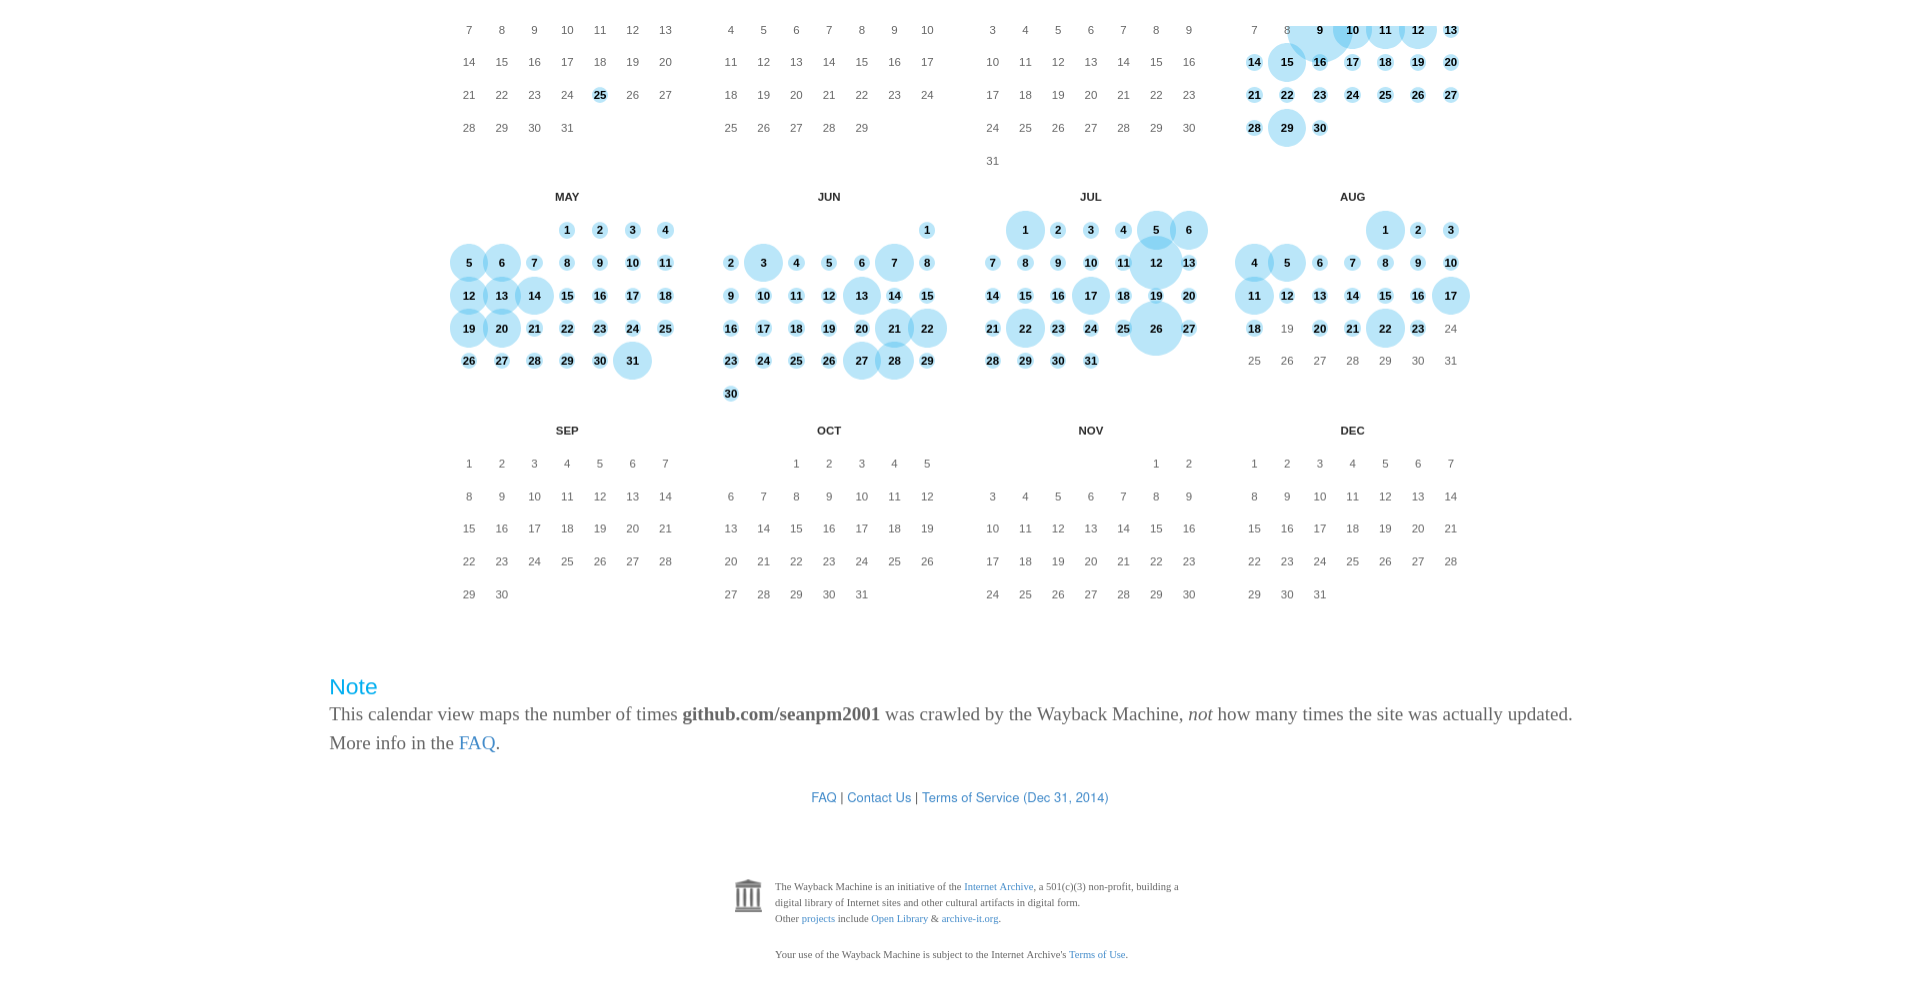 7 8 9 10 11 12 13 4 5 6 7 8 9 10 3 4 5 6 7 8 9 7 8 9 10 11 12 13
14 15 16 17 18 19 20 11 12 13 14 15 16 17 10 11 12 13 14 15 16 14 15 16 17 18 19 20
21 22 23 24 25 26 27 18 19 20 21 22 23 24 17 18 19 20 21 22 23 21 22 23 24 25 26 27
28 29 30 31 25 26 27 28 29 24 25 26 27 28 29 30 28 29 30
31
MAY JUN JUL AUG
1 2 3 4 1 1 2 3 4 5 6 1 2 3
5 6 7 8 9 10 11 2 3 4 5 6 7 8 7 8 9 10 11 12 13 4 5 6 7 8 9 10
12 13 14 15 16 17 18 9 10 11 12 13 14 15 14 15 16 17 18 19 20 11 12 13 14 15 16 17
19 20 21 22 23 24 25 16 17 18 19 20 21 22 21 22 23 24 25 26 27 18 19 20 21 22 23 24
26 27 28 29 30 31 23 24 25 26 27 28 29 28 29 30 31 25 26 27 28 29 30 31
30
SEP OCT NOV DEC
1 2 3 4 5 6 7 1 2 3 4 5 1 2 1 2 3 4 5 6 7
8 9 10 11 12 13 14 6 7 8 9 10 11 12 3 4 5 6 7 8 9 8 9 10 11 12 13 14
15 16 17 18 19 20 21 13 14 15 16 17 18 19 10 11 12 13 14 15 16 15 16 17 18 19 20 21
22 23 24 25 26 27 28 20 21 22 23 24 25 26 17 18 19 20 21 22 23 22 23 24 25 26 27 28
29 30 27 28 29 30 31 24 25 26 27 28 29 30 29 30 31
Note
This calendar view maps the number of times github.com/seanpm2001 was crawled by the Wayback Machine, not how many times the site was actually updated.
More info in the FAQ.
FAQ | Contact Us | Terms of Service (Dec 31, 2014)
The Wayback Machine is an initiative of the Internet Archive, a 501(c)(3) non-profit, building a
digital library of Internet sites and other cultural artifacts in digital form.
Other projects include Open Library & archive-it.org.
Your use of the Wayback Machine is subject to the Internet Archive's Terms of Use.